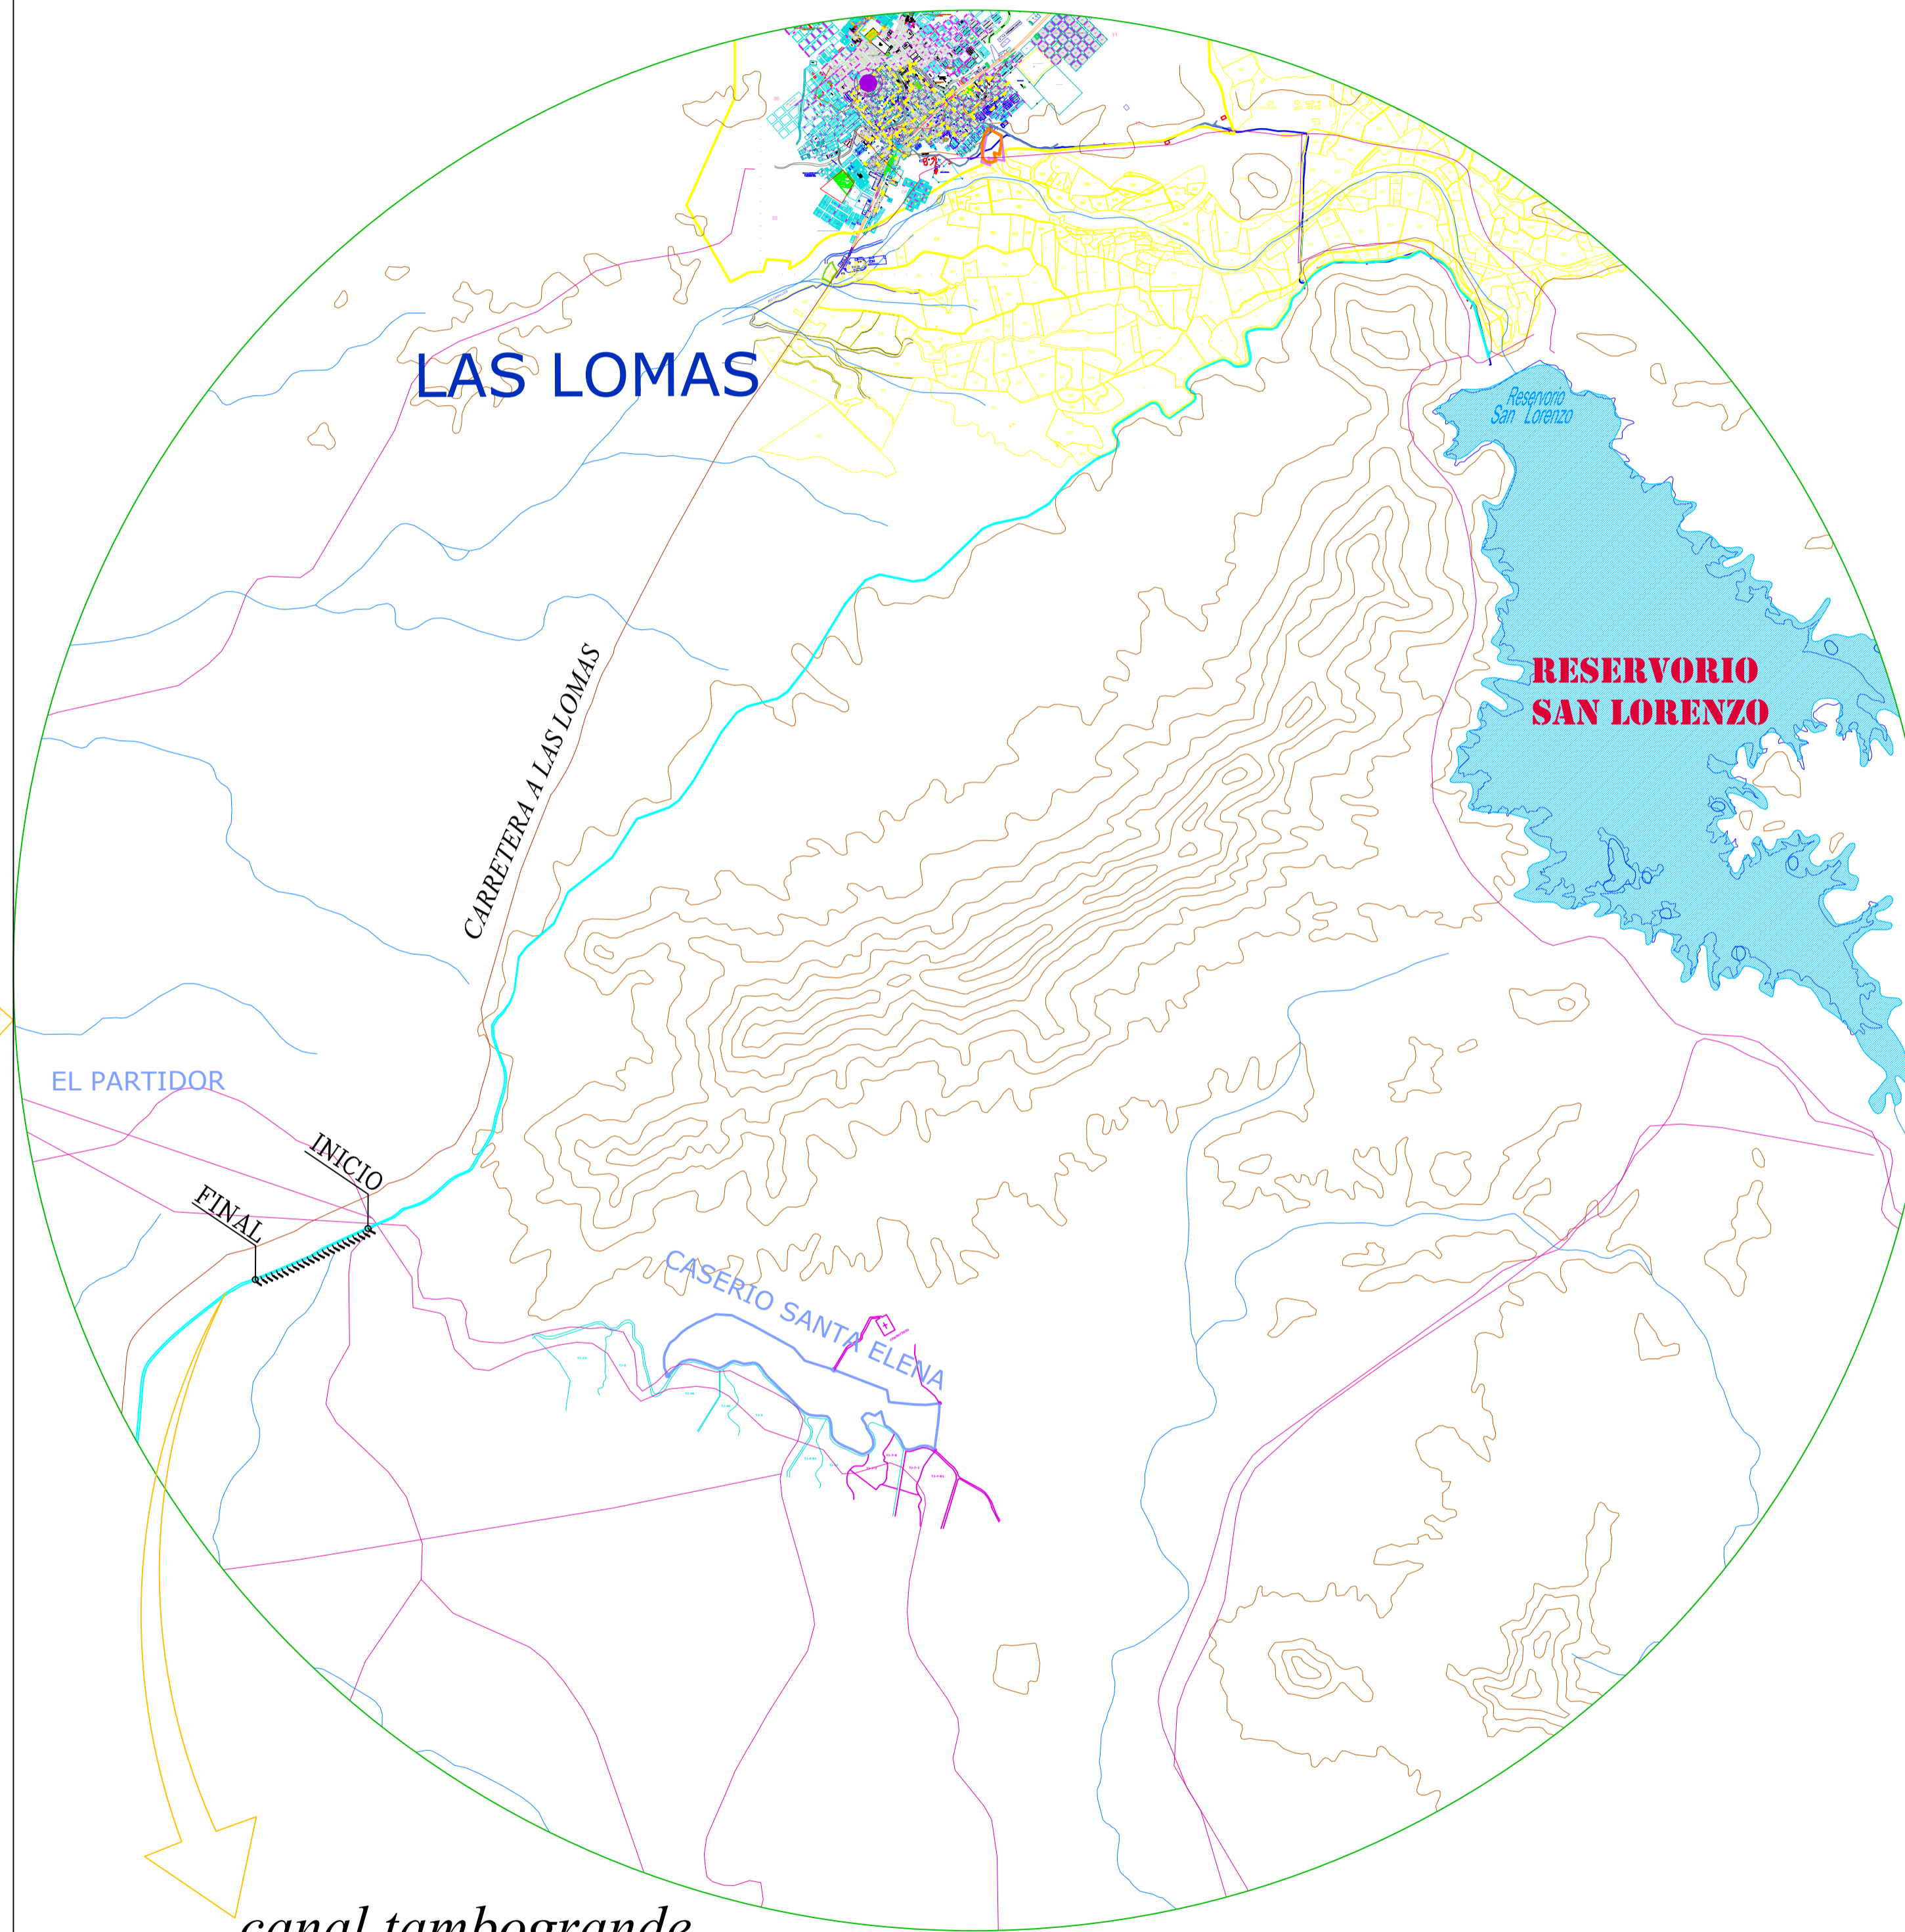 LAS LOMAS
Reservorio
San Lorenzo
RESERVORIO
SAN LORENZO
CARRETERA A LAS LOMAS
EL PARTIDOR
INICIO
FINAL
CASERIO SANTA ELENA
canal tambogrande